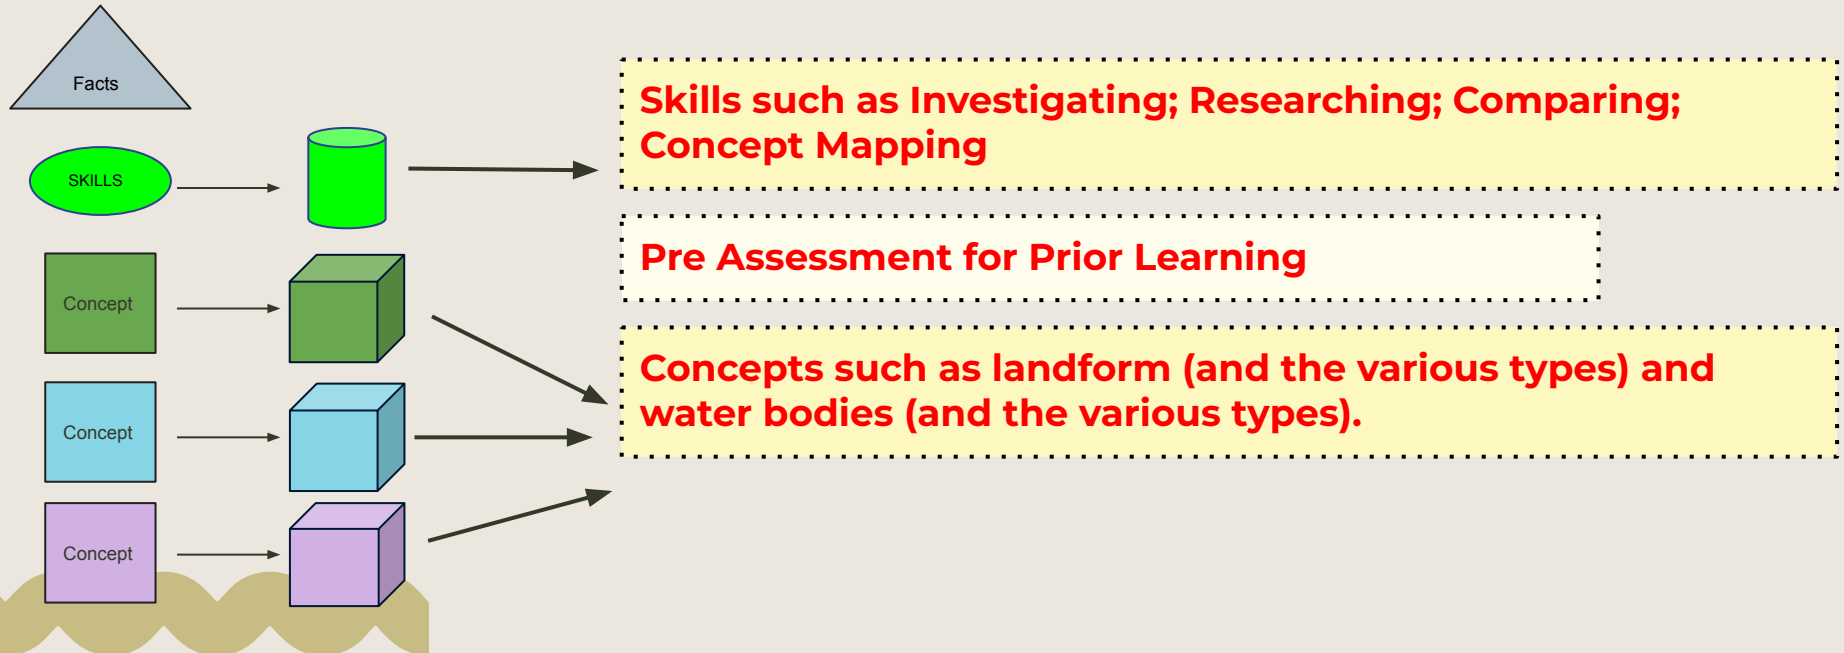 Facts
SKILLS
Concept
Concept
Concept
Skills such as Investigating; Researching; Comparing;
Concept Mapping
Pre Assessment for Prior Learning
Concepts such as landform (and the various types) and
water bodies (and the various types).